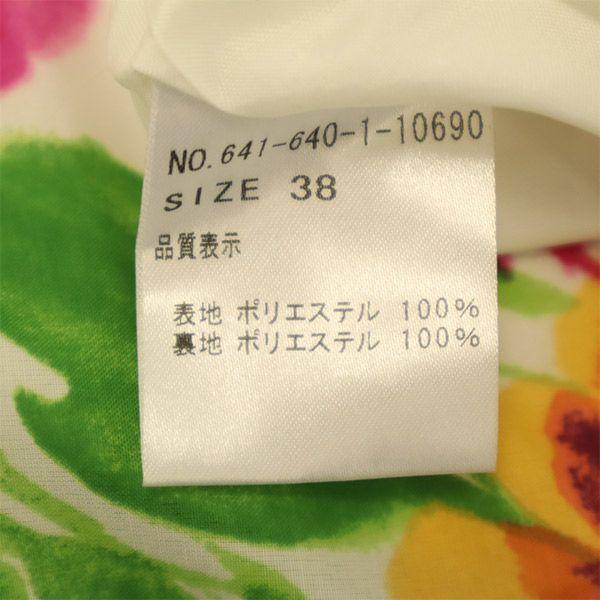 NO. 641-640-1-10690
SIZE 38
品質表示
表地 ポリエステル 100%
裏地 ポリエステル 100%